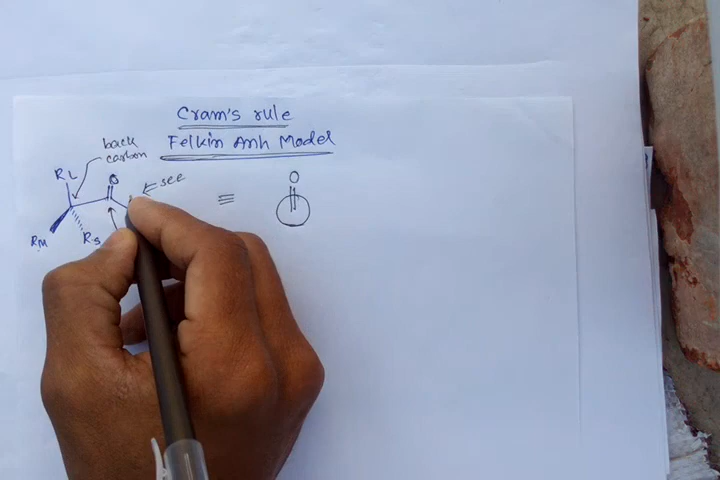 Cram's rule
Felkin Anh Model
back
carbon
RL
O
see
RM
RS
≡
O